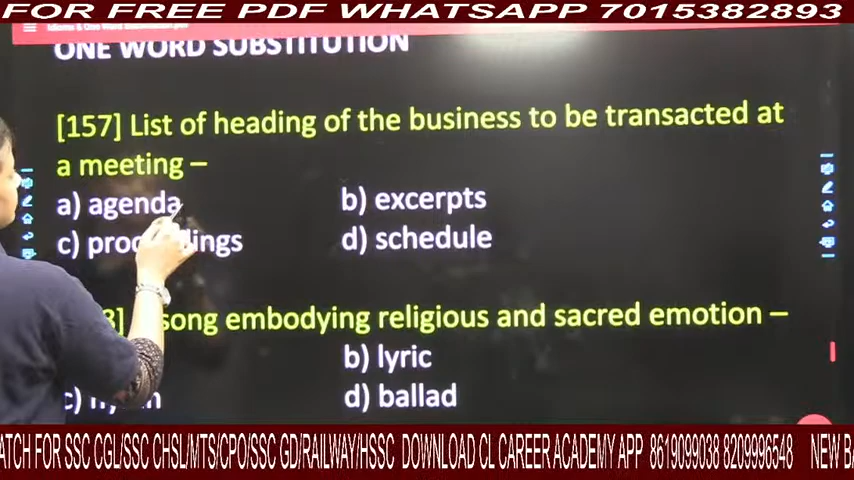 FOR FREE PDF WHATSAPP 7015382893
ONE WORD SUBSTITUTION
[157] List of heading of the business to be transacted at
a meeting –
a) agenda b) excerpts
c) d) schedule
song embodying religious and sacred emotion –
b) lyric
c) d) ballad
ATCH FOR SSC CGL/SSC CHSL/MTS/CPO/SSC GD/RAILWAY/HSSC DOWNLOAD CL CAREER ACADEMY APP 8619099038 8209996548 NEW BA